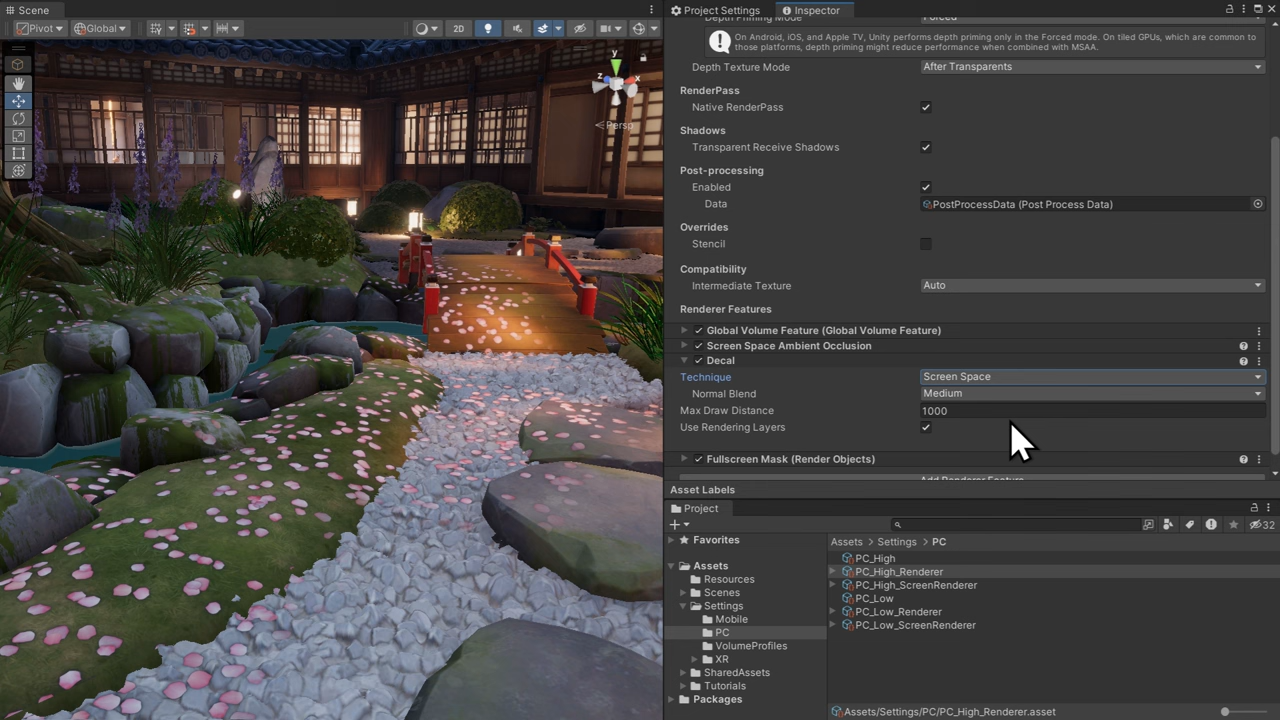 Scene
Pivot
Global
2D
y
z
x
Persp
Project Settings
Inspector
Depth Priming Mode
Forced
On Android, iOS, and Apple TV, Unity performs depth priming only in the Forced mode. On tiled GPUs, which are common to
those platforms, depth priming might reduce performance when combined with MSAA.
Depth Texture Mode
After Transparents
RenderPass
Native RenderPass
Shadows
Transparent Receive Shadows
Post-processing
Enabled
Data
PostProcessData (Post Process Data)
Overrides
Stencil
Compatibility
Intermediate Texture
Auto
Renderer Features
Global Volume Feature (Global Volume Feature)
Screen Space Ambient Occlusion
Decal
Technique
Screen Space
Normal Blend
Medium
Max Draw Distance
1000
Use Rendering Layers
Fullscreen Mask (Render Objects)
Add Renderer Feature
Asset Labels
Project
32
Favorites
Assets
Resources
Scenes
Settings
Mobile
PC
VolumeProfiles
XR
SharedAssets
Tutorials
Packages
Assets > Settings > PC
PC_High
PC_High_Renderer
PC_High_ScreenRenderer
PC_Low
PC_Low_Renderer
PC_Low_ScreenRenderer
Assets/Settings/PC/PC_High_Renderer.asset